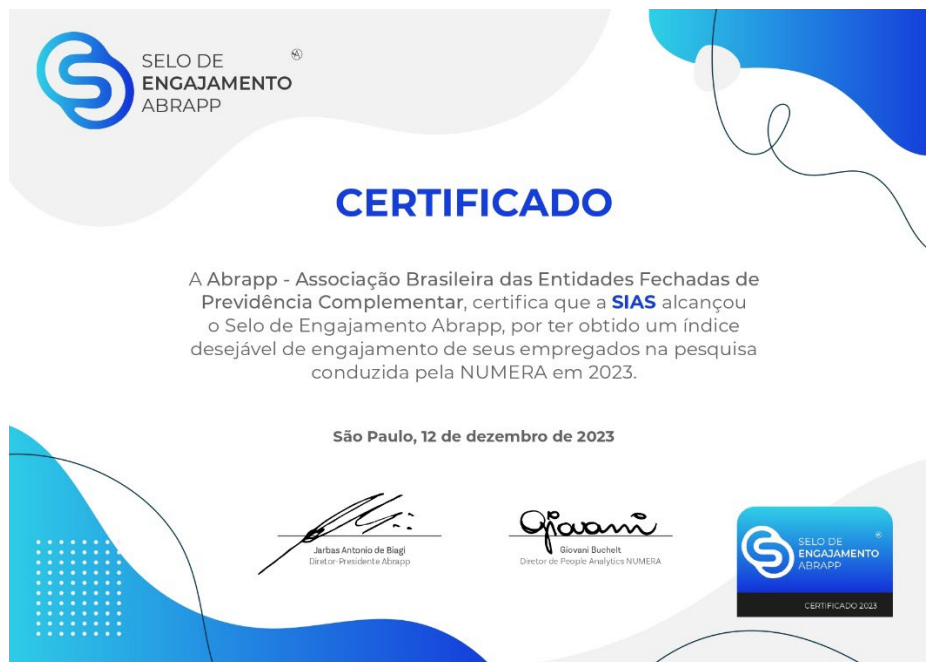 SELO DE
ENGAJAMENTO
ABRAPP
CERTIFICADO
A Abrapp - Associação Brasileira das Entidades Fechadas de
Previdência Complementar, certifica que a SIAS alcançou
o Selo de Engajamento Abrapp, por ter obtido um índice
desejável de engajamento de seus empregados na pesquisa
conduzida pela NUMERA em 2023.
São Paulo, 12 de dezembro de 2023
Jarbas Antonio de Biagi
Diretor-Presidente Abrapp
Giovani
Giovani Buchelt
Diretor de People Analytics NUMERA
SELO DE
ENGAJAMENTO
ABRAPP
CERTIFICADO 2023